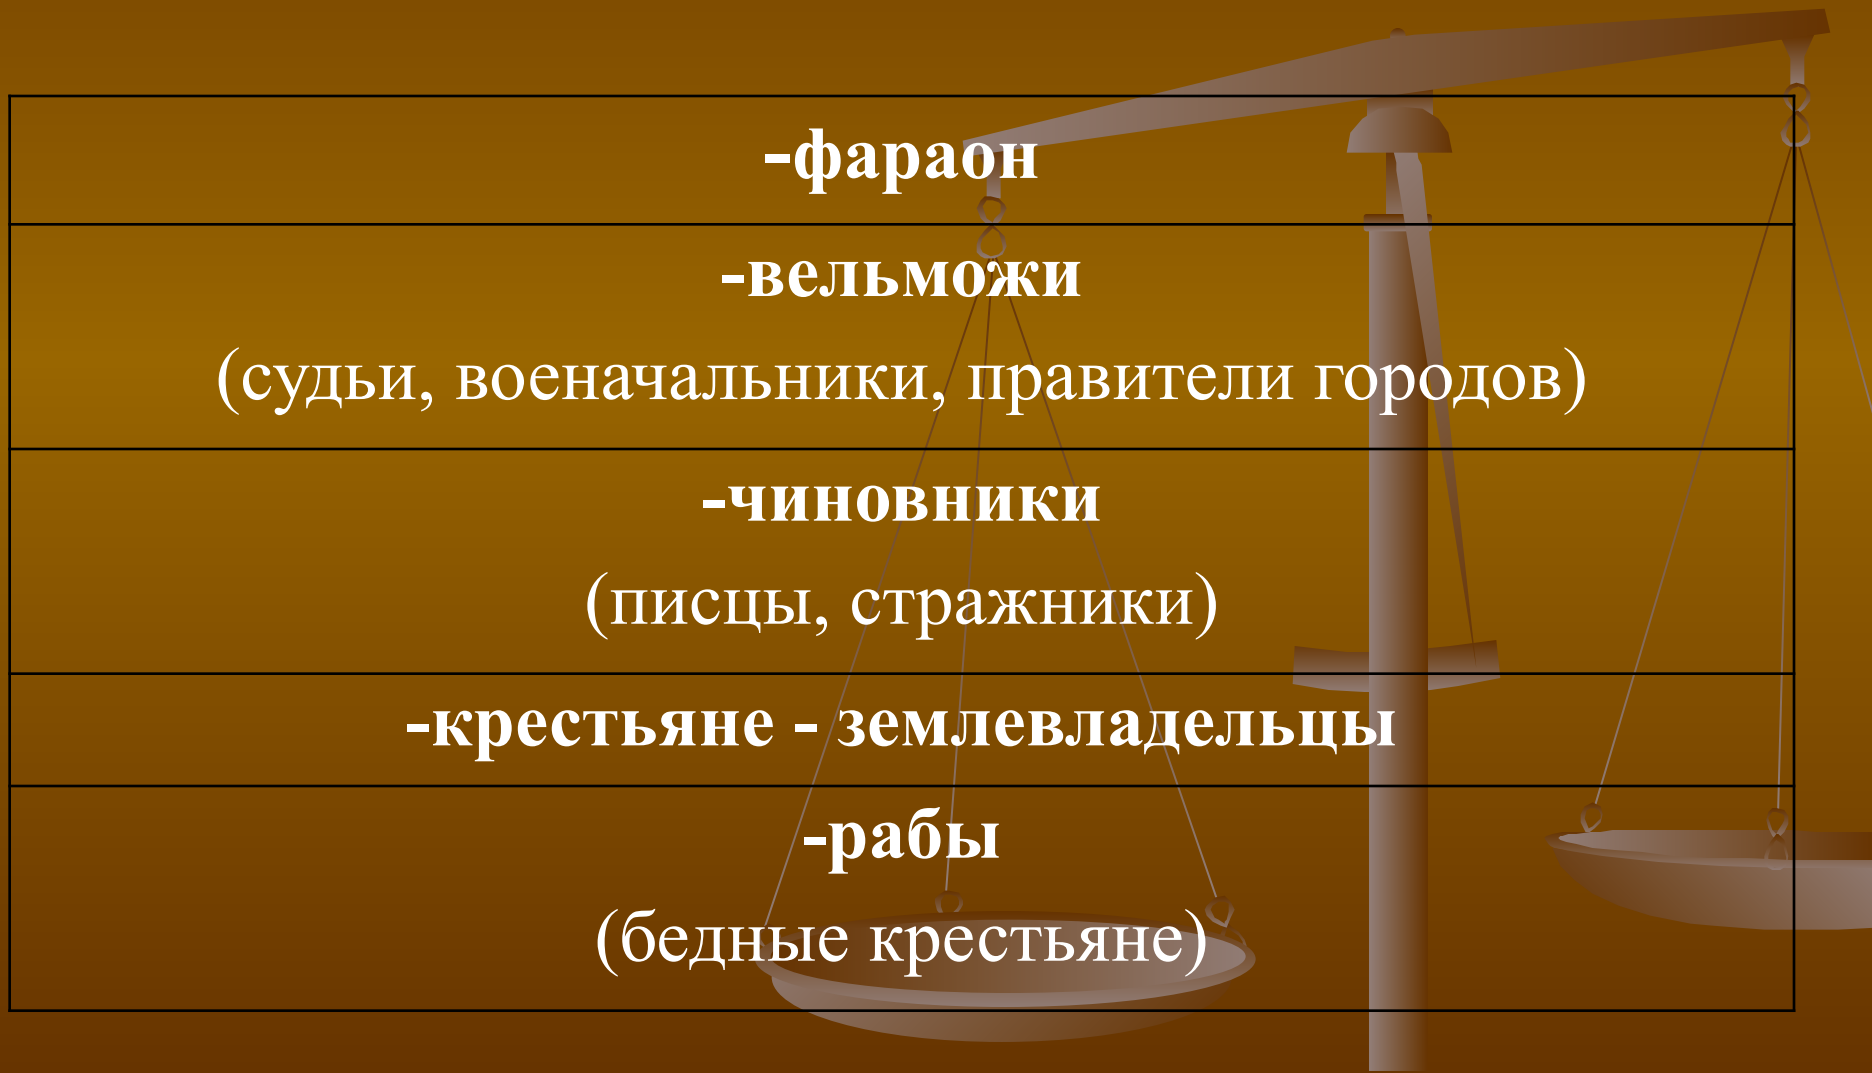 -фараон
-вельможи
(судьи, военачальники, правители городов)
-чиновники
(писцы, стражники)
-крестьяне - землевладельцы
-рабы
(бедные крестьяне)